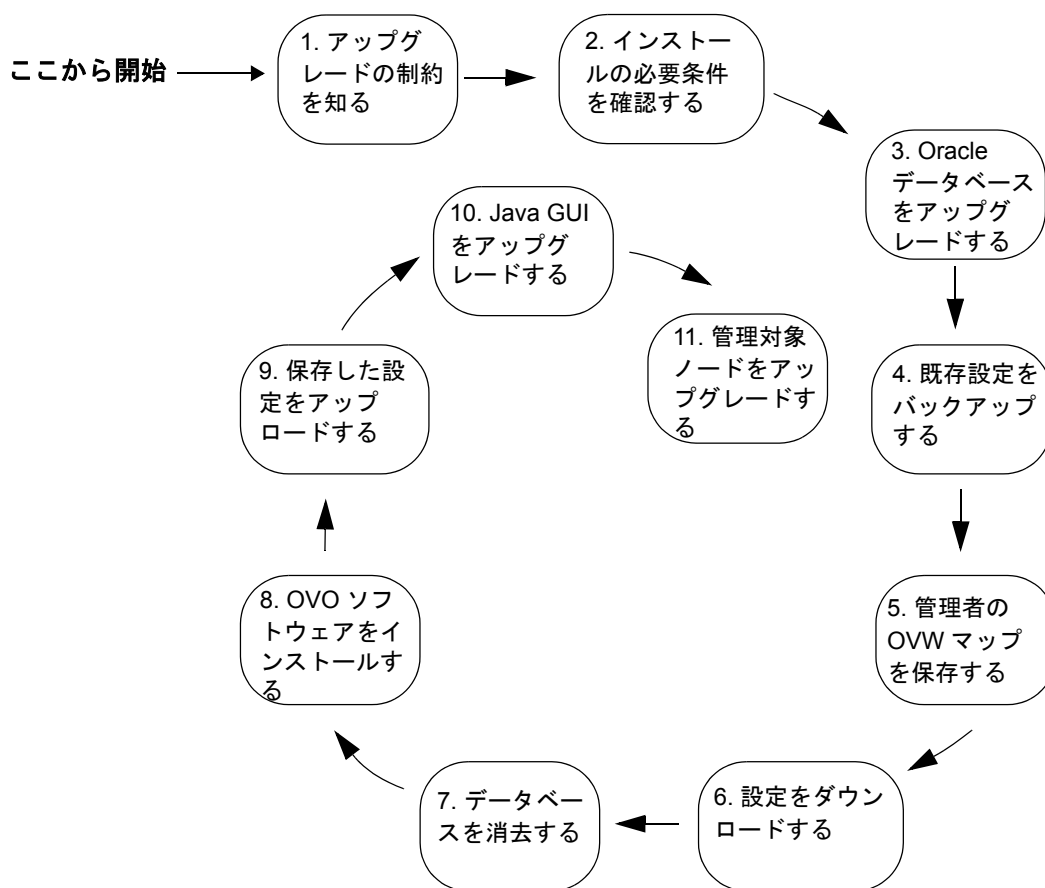 ここから開始
1. アップグ
レードの制約
を知る
2. インストー
ルの必要条件
を確認する
3. Oracle
データベース
をアップグ
レードする
4. 既存設定を
バックアップ
する
5. 管理者の
OVW マップ
を保存する
6. 設定をダウン
ロードする
7. データベー
スを消去する
8. OVO ソフ
トウェアをイ
ンストールす
る
9. 保存した設
定をアップ
ロードする
10. Java GUI
をアップグ
レードする
11. 管理対象
ノードをアッ
プグレードす
る